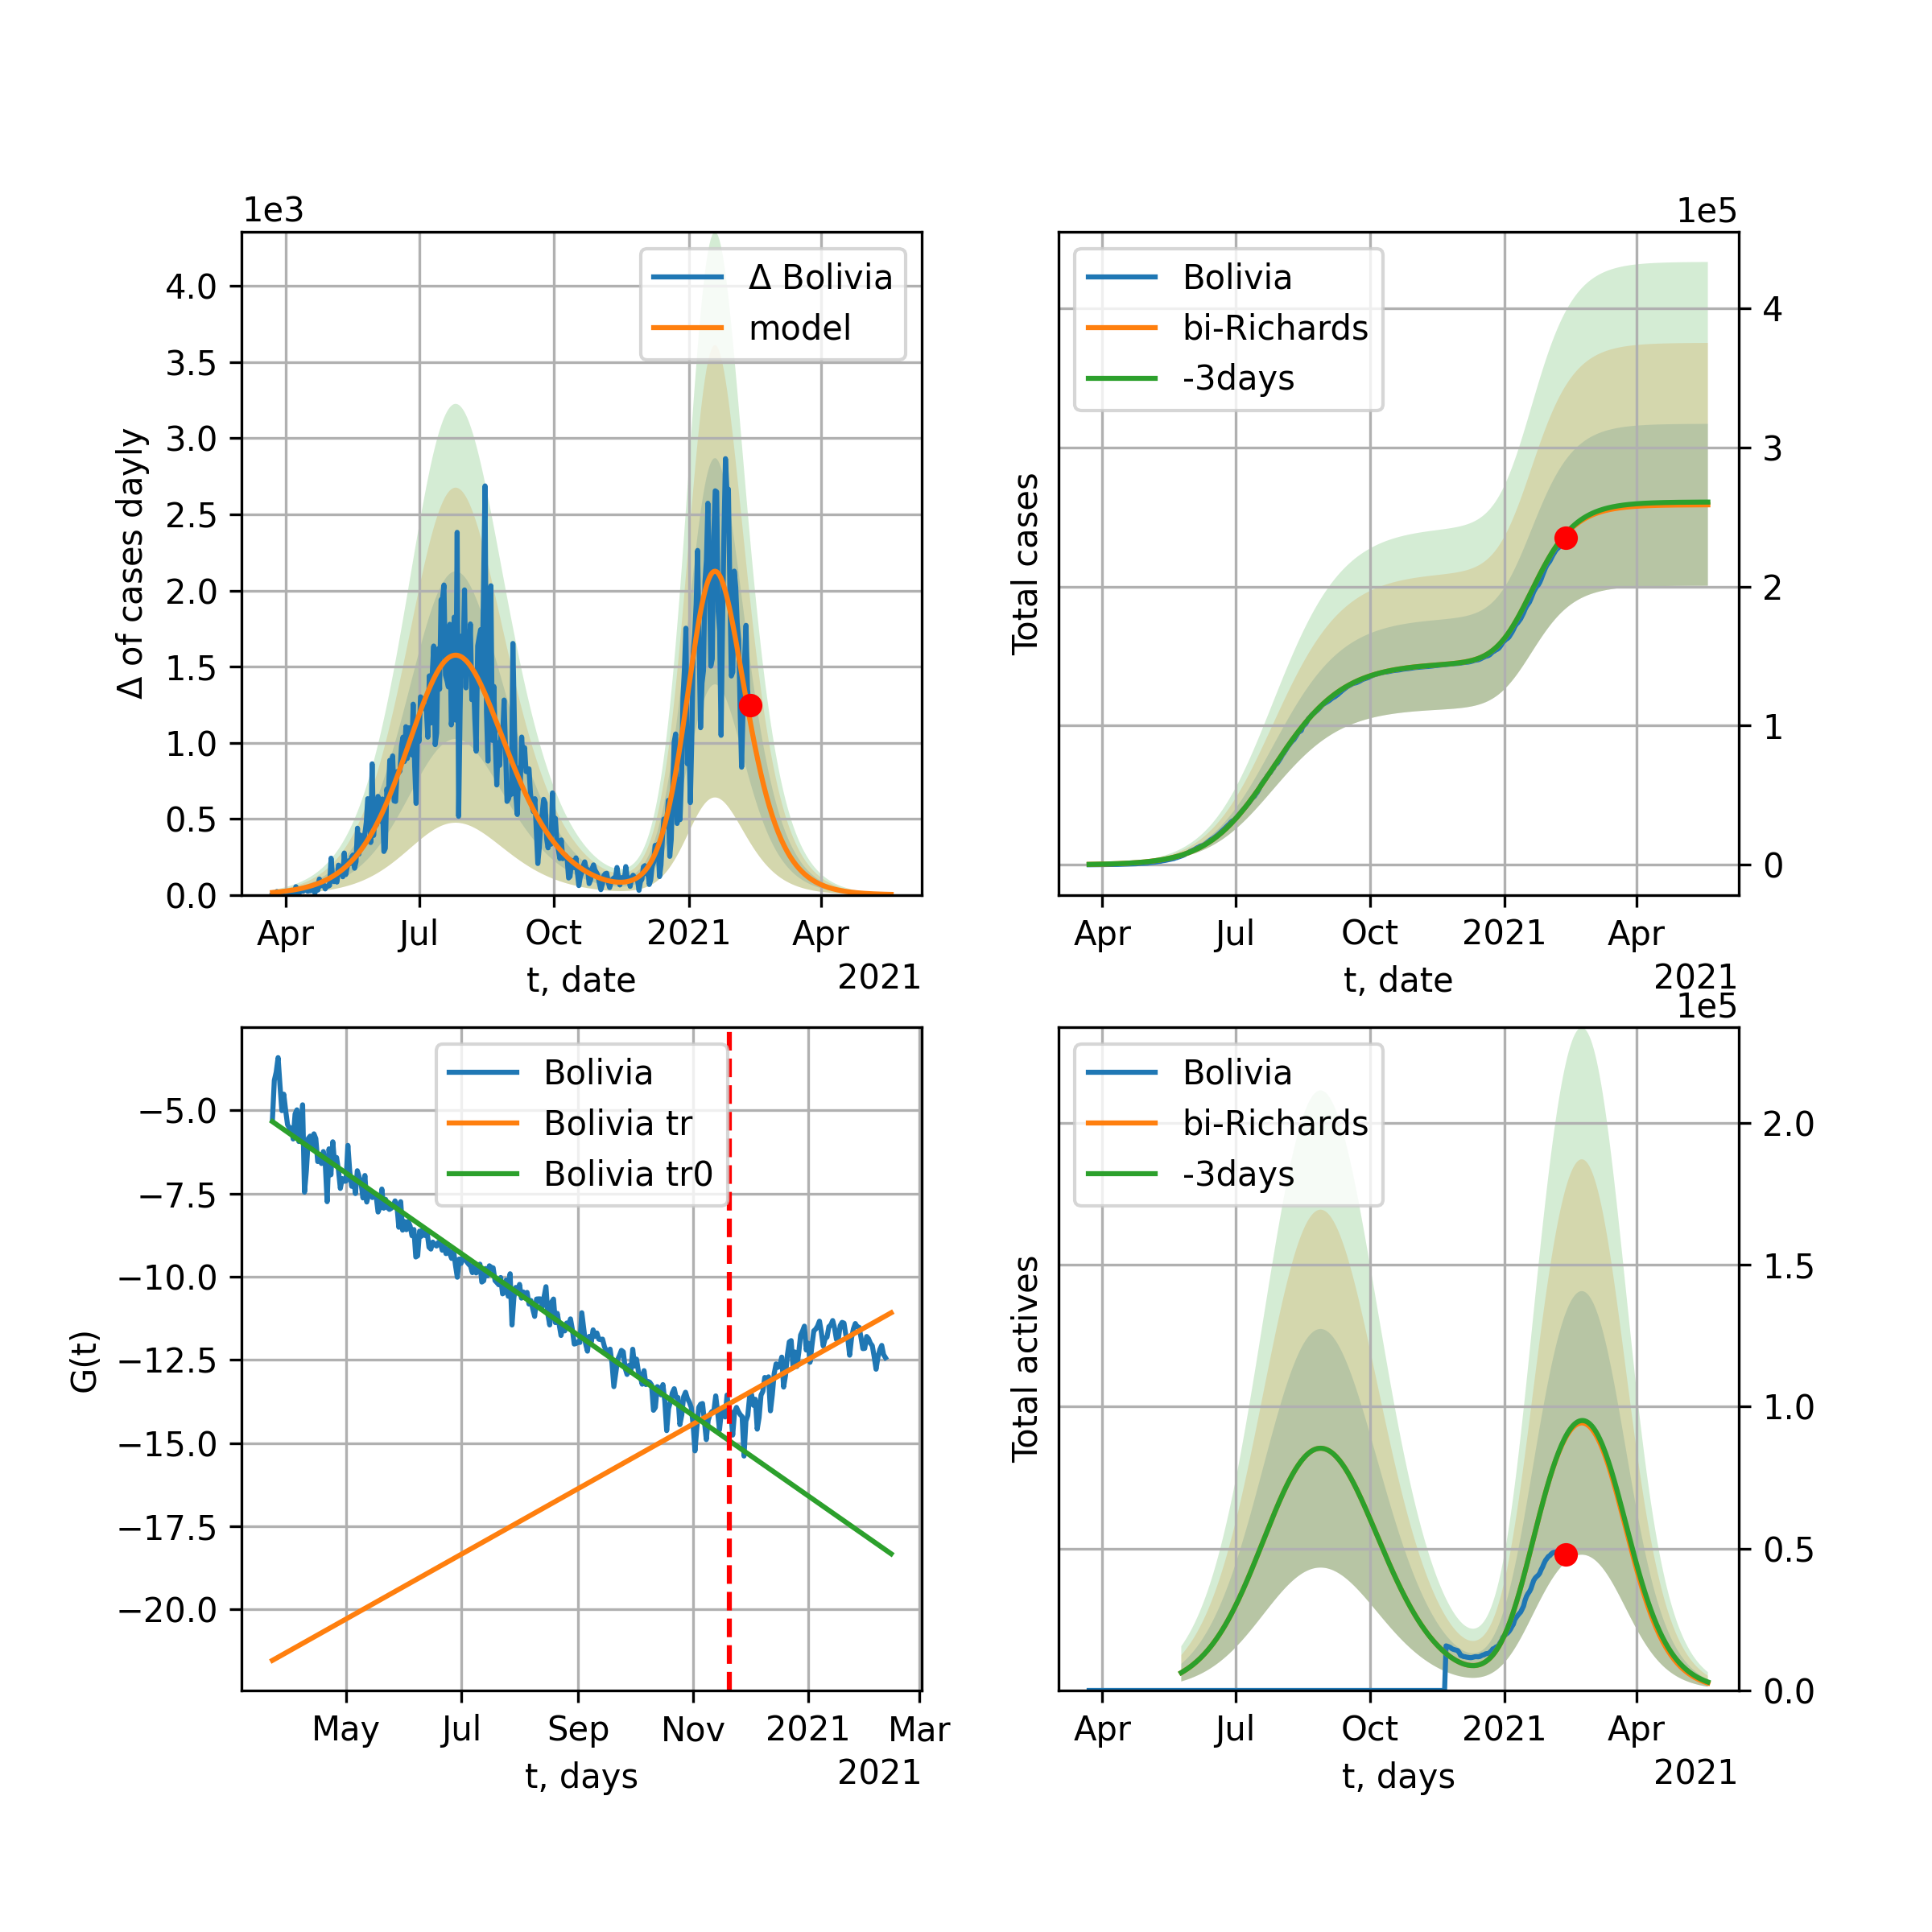 1e3
Δ Bolivia
model
4.0
3.5
3.0
2.5
2.0
1.5
1.0
0.5
0.0
Δ of cases dayly
Apr Jul Oct 2021 Apr
t, date 2021
1e5
Bolivia
bi-Richards
-3days
4
3
2
1
0
Total cases
Apr Jul Oct 2021 Apr
t, date 2021
Bolivia
Bolivia tr
Bolivia tr0
−5.0
−7.5
−10.0
−12.5
−15.0
−17.5
−20.0
G(t)
May Jul Sep Nov 2021 Mar
t, days 2021
1e5
Bolivia
bi-Richards
-3days
2.0
1.5
1.0
0.5
0.0
Total actives
Apr Jul Oct 2021 Apr
t, days 2021